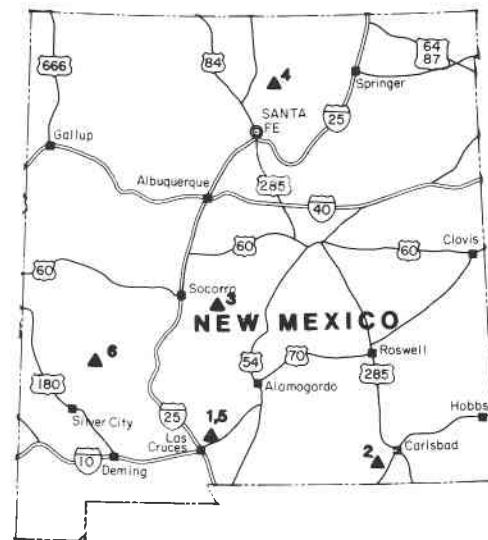 666
84
64
87
4
Springer
SANTA
FE
25
Gallup
Albuquerque
285
40
Clovis
60
60
60
Socorro
3
NEW MEXICO
6
54
70
Roswell
180
285
Alamogordo
Silver City
25
1,5
Hobbs
Las
Cruces
2
Carlsbad
10
Deming